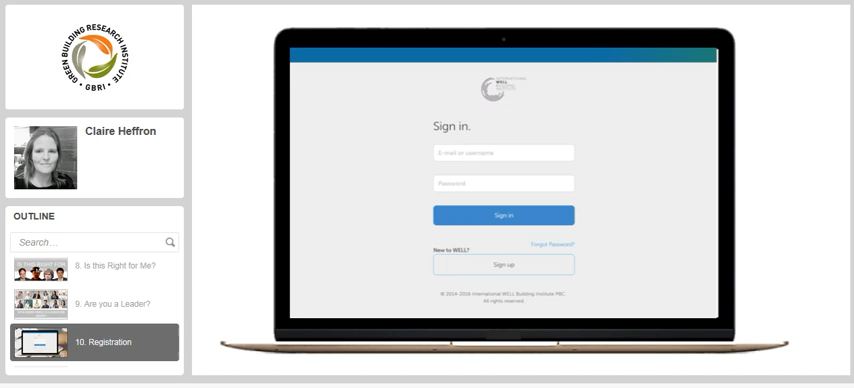 GREEN BUILDING RESEARCH INSTITUTE
• GBRI •
Claire Heffron
OUTLINE
Search...
8. Is this Right for Me?
9. Are you a Leader?
10. Registration
INTERNATIONAL
WELL
Sign in.
E-mail or username
Password
Sign in
Forgot Password?
New to WELL?
Sign up
© 2014-2016 International WELL Building Institute PBC.
All rights reserved.